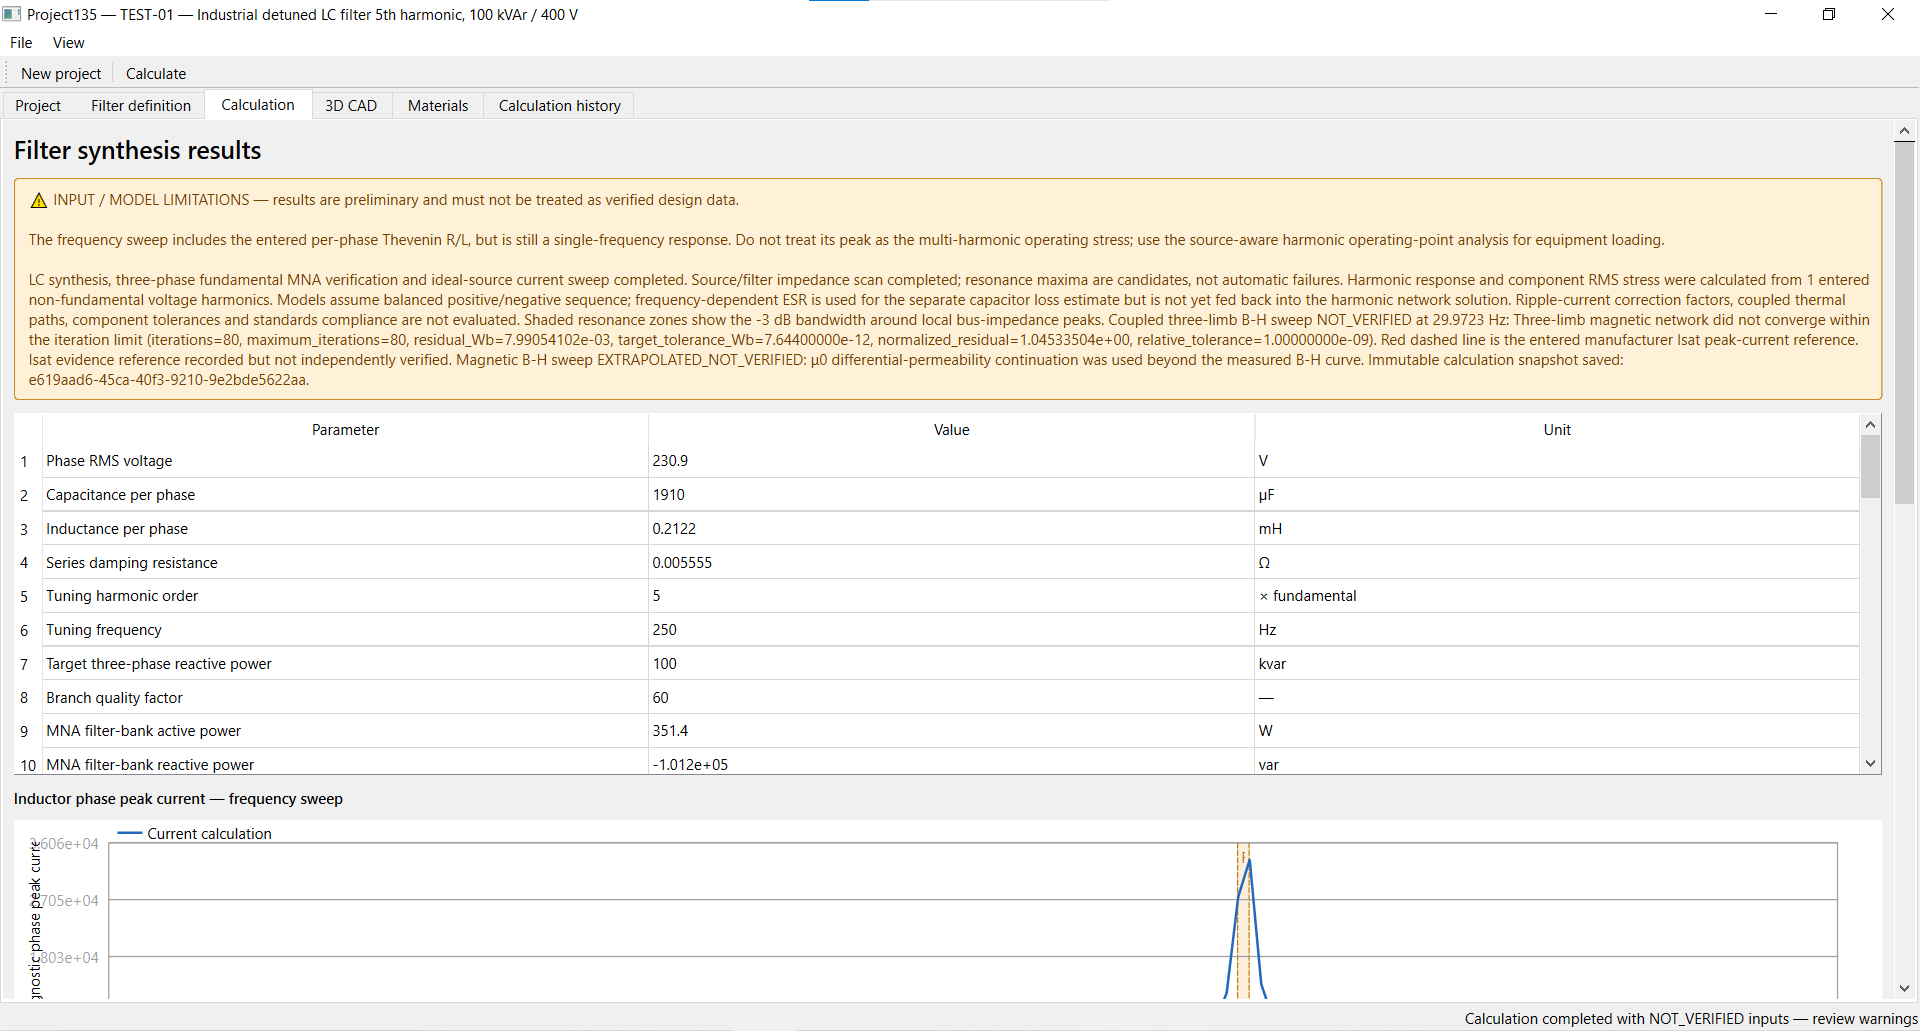 Project135 — TEST-01 — Industrial detuned LC filter 5th harmonic, 100 kVAr / 400 V
File View
New project Calculate
Project Filter definition Calculation 3D CAD Materials Calculation history
Filter synthesis results
⚠ INPUT / MODEL LIMITATIONS — results are preliminary and must not be treated as verified design data.
The frequency sweep includes the entered per-phase Thevenin R/L, but is still a single-frequency response. Do not treat its peak as the multi-harmonic operating stress; use the source-aware harmonic operating-point analysis for equipment loading.
LC synthesis, three-phase fundamental MNA verification and ideal-source current sweep completed. Source/filter impedance scan completed; resonance maxima are candidates, not automatic failures. Harmonic response and component RMS stress were calculated from 1 entered
non-fundamental voltage harmonics. Models assume balanced positive/negative sequence; frequency-dependent ESR is used for the separate capacitor loss estimate but is not yet fed back into the harmonic network solution. Ripple-current correction factors, coupled thermal
paths, component tolerances and standards compliance are not evaluated. Shaded resonance zones show the -3 dB bandwidth around local bus-impedance peaks. Coupled three-limb B-H sweep NOT_VERIFIED at 29.9723 Hz: Three-limb magnetic network did not converge within
the iteration limit (iterations=80, maximum_iterations=80, residual_Wb=7.99054102e-03, target_tolerance_Wb=7.64400000e-12, normalized_residual=1.04533504e+00, relative_tolerance=1.00000000e-09). Red dashed line is the entered manufacturer Isat peak-current reference.
Isat evidence reference recorded but not independently verified. Magnetic B-H sweep EXTRAPOLATED_NOT_VERIFIED: µ0 differential-permeability continuation was used beyond the measured B-H curve. Immutable calculation snapshot saved:
e619aad6-45ca-40f3-9210-9e2bde5622aa.
Parameter Value Unit
1 Phase RMS voltage 230.9 V
2 Capacitance per phase 1910 µF
3 Inductance per phase 0.2122 mH
4 Series damping resistance 0.005555 Ω
5 Tuning harmonic order 5 × fundamental
6 Tuning frequency 250 Hz
7 Target three-phase reactive power 100 kvar
8 Branch quality factor 60 —
9 MNA filter-bank active power 351.4 W
10 MNA filter-bank reactive power -1.012e+05 var
Inductor phase peak current — frequency sweep
Current calculation
phase peak
Calculation completed with NOT_VERIFIED inputs — review warnings